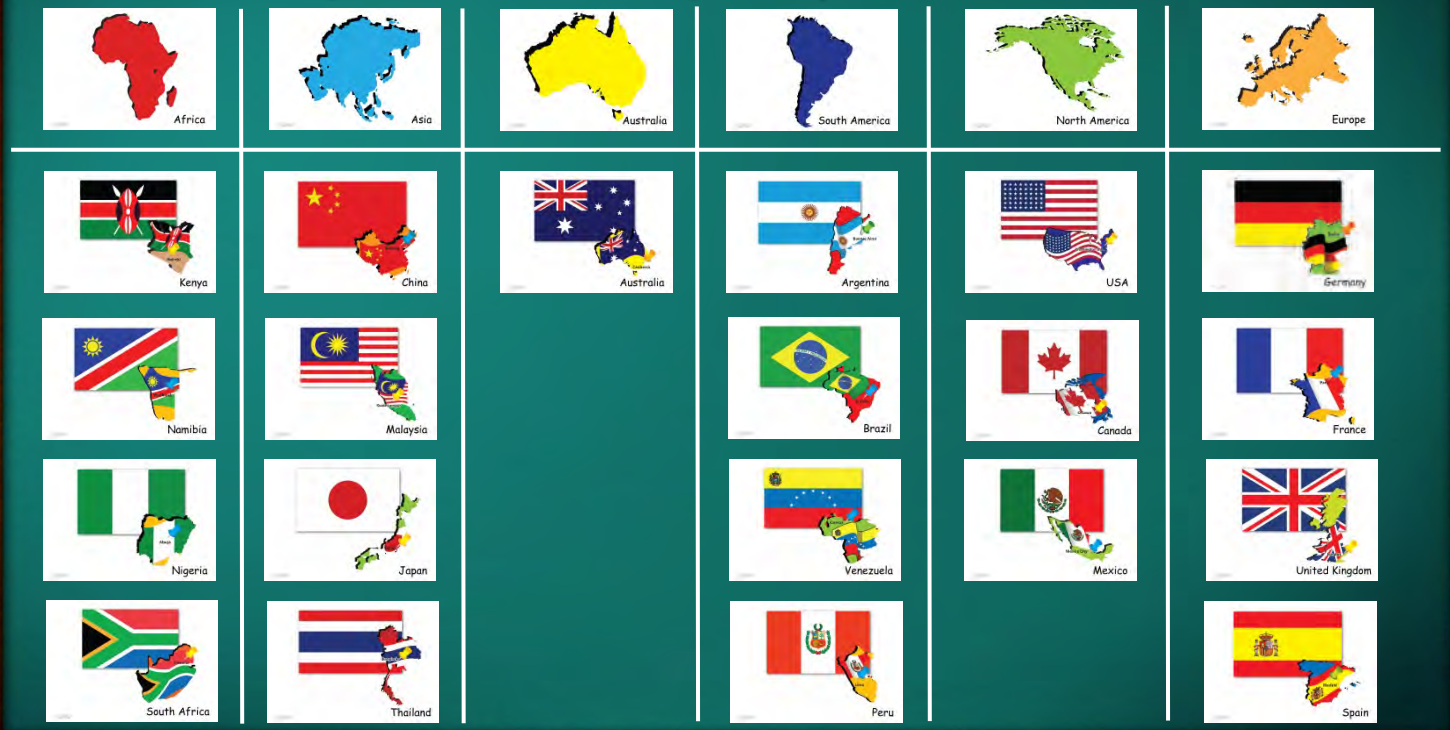 Africa
Asia
Australia
South America
North America
Europe
Kenya
China
Australia
Argentina
USA
Germany
Namibia
Malaysia
Brazil
Canada
France
Nigeria
Japan
Venezuela
Mexico
United Kingdom
South Africa
Thailand
Peru
Spain